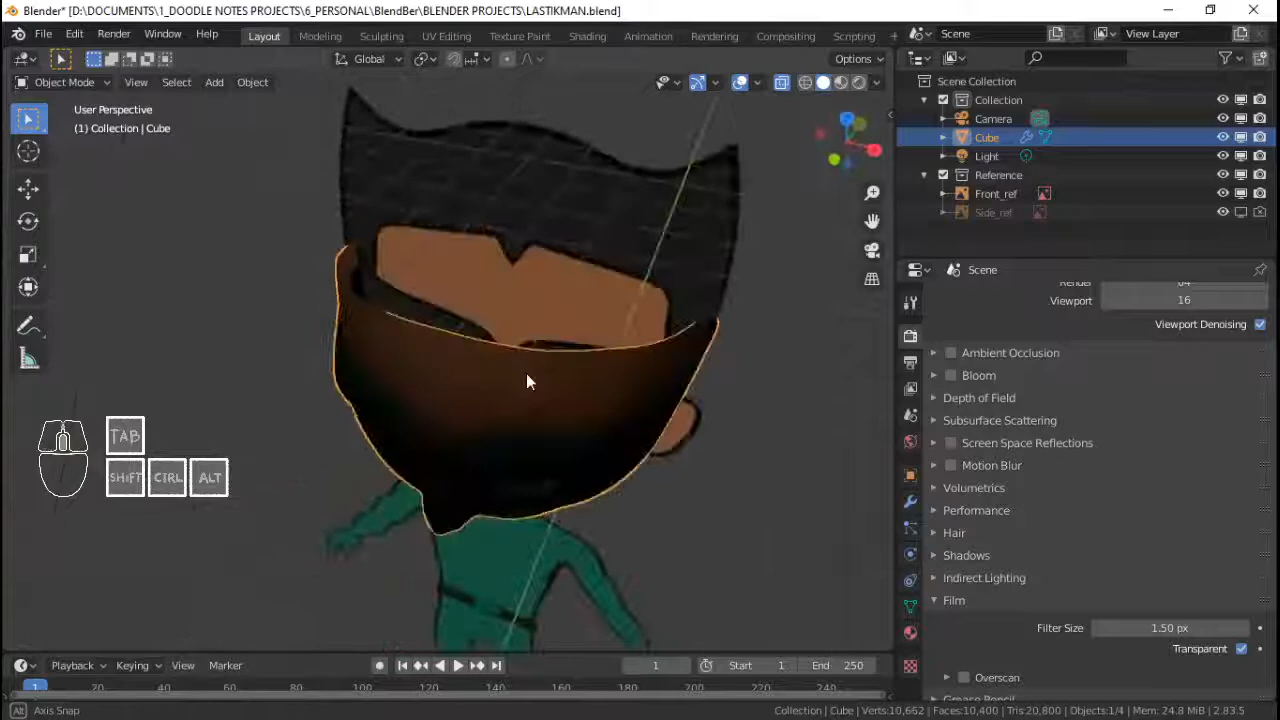 Blender* [D:\DOCUMENTS\1_DOODLE NOTES PROJECTS\6_PERSONAL\BlendBer\BLENDER PROJECTS\LASTIKMAN.blend]
File Edit Render Window Help Layout Modeling Sculpting UV Editing Texture Paint Shading Animation Rendering Compositing Scripting + Scene View Layer
Global Options
Object Mode View Select Add Object
User Perspective
(1) Collection | Cube
Scene Collection
Collection
Camera
Cube
Light
Reference
Front_ref
Side_ref
Scene
Render 64
Viewport 16
Viewport Denoising
Ambient Occlusion
Bloom
Depth of Field
Subsurface Scattering
Screen Space Reflections
Motion Blur
Volumetrics
Performance
Hair
Shadows
Indirect Lighting
Film
Filter Size 1.50 px
Transparent
Overscan
Grease Pencil
TAB
SHIFT CTRL ALT
Playback Keying View Marker 1 Start 1 End 250
1 20 40 60 80 100 120 140 160 180 200 220 240
Alt Axis Snap Collection | Cube | Verts:10,662 | Faces:10,400 | Tris:20,800 | Objects:1/4 | Mem: 24.8 MiB | 2.83.5